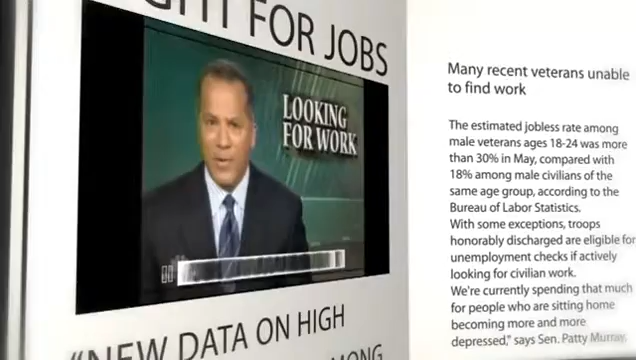 FOR JOBS
LOOKING
FOR WORK
"NEW DATA ON HIGH
AMONG
Many recent veterans unable
to find work
The estimated jobless rate among
male veterans ages 18-24 was more
than 30% in May, compared with
18% among male civilians of the
same age group, according to the
Bureau of Labor Statistics.
With some exceptions, troops
honorably discharged are eligible for
unemployment checks if actively
looking for civilian work.
We're currently spending that much
for people who are sitting home
becoming more and more
depressed," says Sen. Patty Murray.